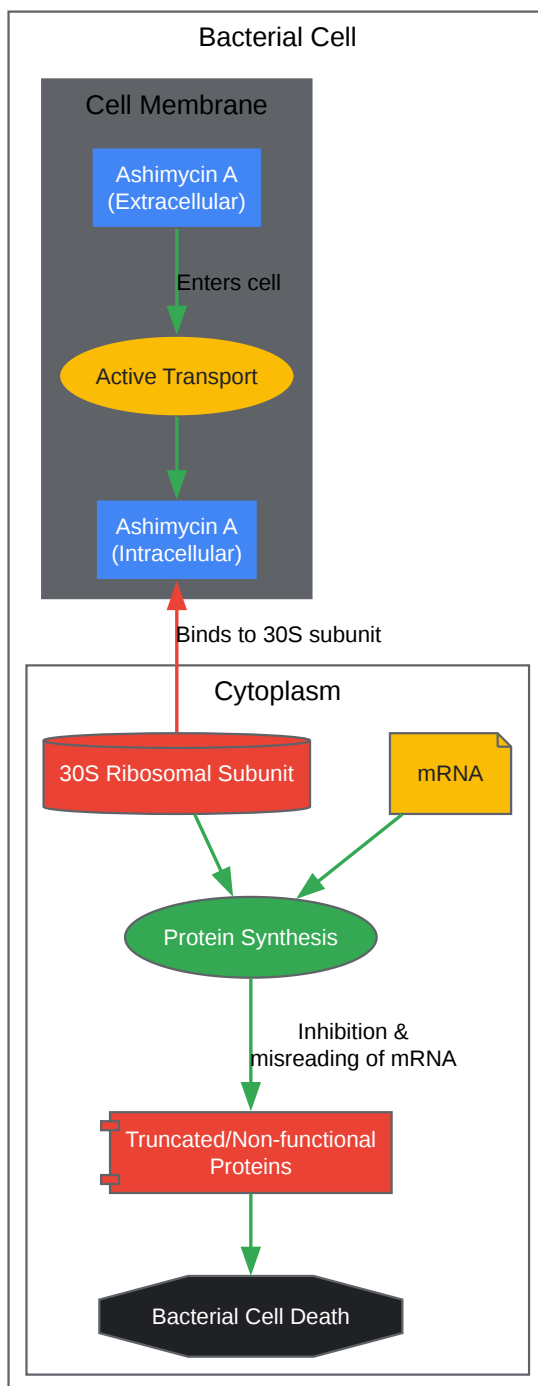 Bacterial Cell
Cell Membrane
Ashimycin A
(Extracellular)
Enters cell
Active Transport
Ashimycin A
(Intracellular)
Binds to 30S subunit
Cytoplasm
30S Ribosomal Subunit
mRNA
Protein Synthesis
Inhibition &
misreading of mRNA
Truncated/Non-functional
Proteins
Bacterial Cell Death